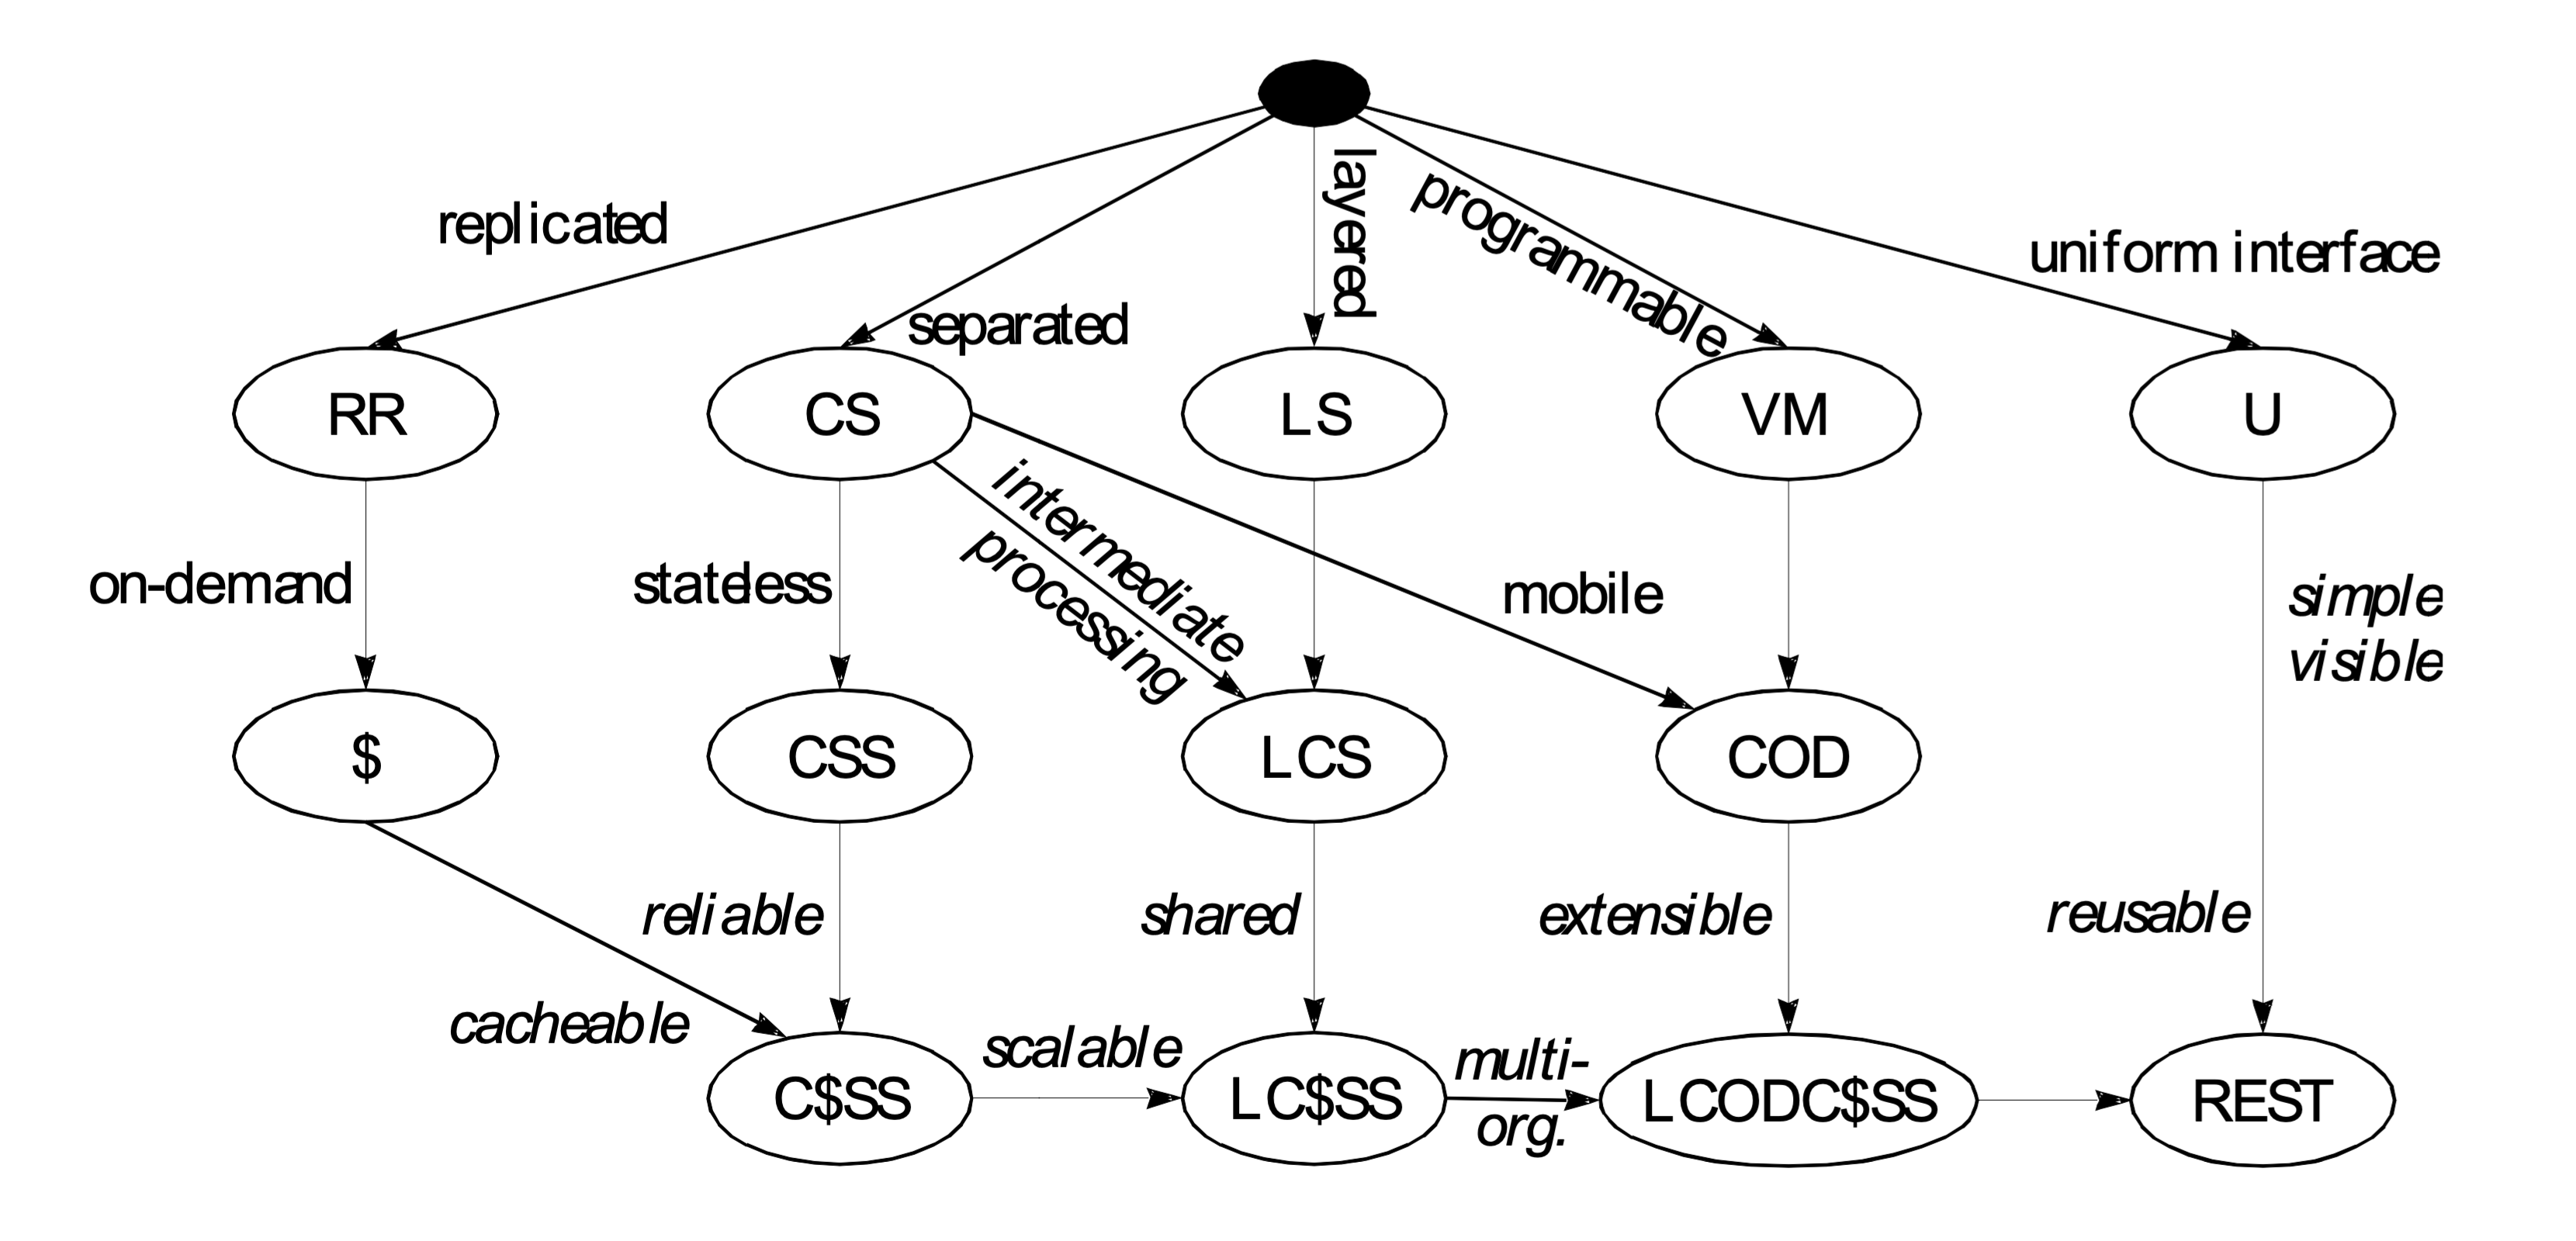 layered
programmable
replicated
uniform interface
separated
RR
CS
LS
VM
U
intermediate
processing
on-demand
stateless
mobile
simple
visible
$
CSS
LCS
COD
reliable
shared
extensible
reusable
cacheable
scalable
multi-
org.
C$SS
LC$SS
LCODC$SS
REST